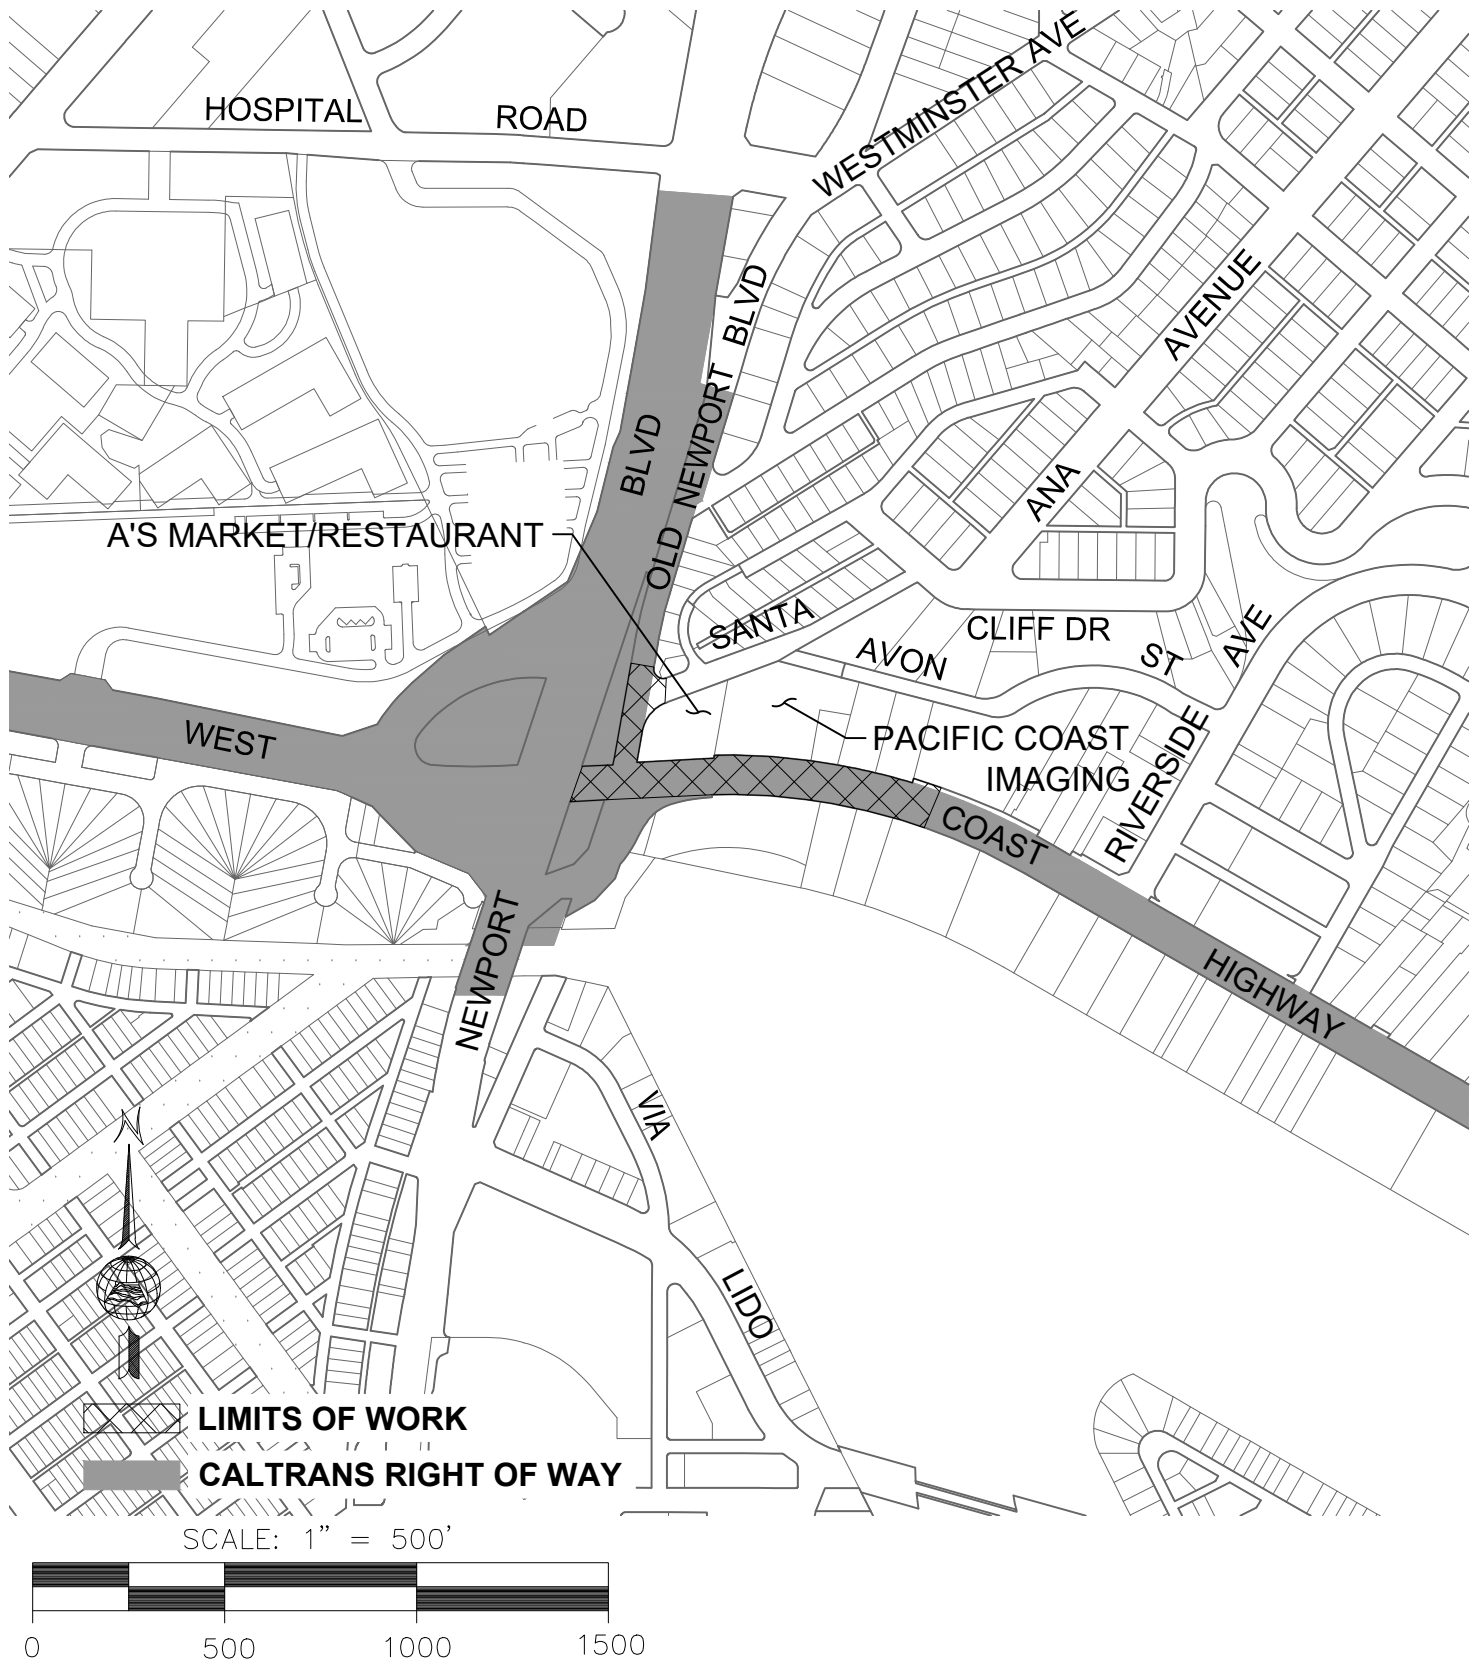 HOSPITAL
ROAD
WESTMINSTER AVE
OLD NEWPORT BLVD
BLVD
AVENUE
ANA
A'S MARKET/RESTAURANT
SANTA
AVON
CLIFF DR
ST
AVE
WEST
PACIFIC COAST
IMAGING
RIVERSIDE
COAST
NEWPORT
HIGHWAY
VIA
LIDO
N
LIMITS OF WORK
CALTRANS RIGHT OF WAY
SCALE: 1” = 500'
0
500
1000
1500